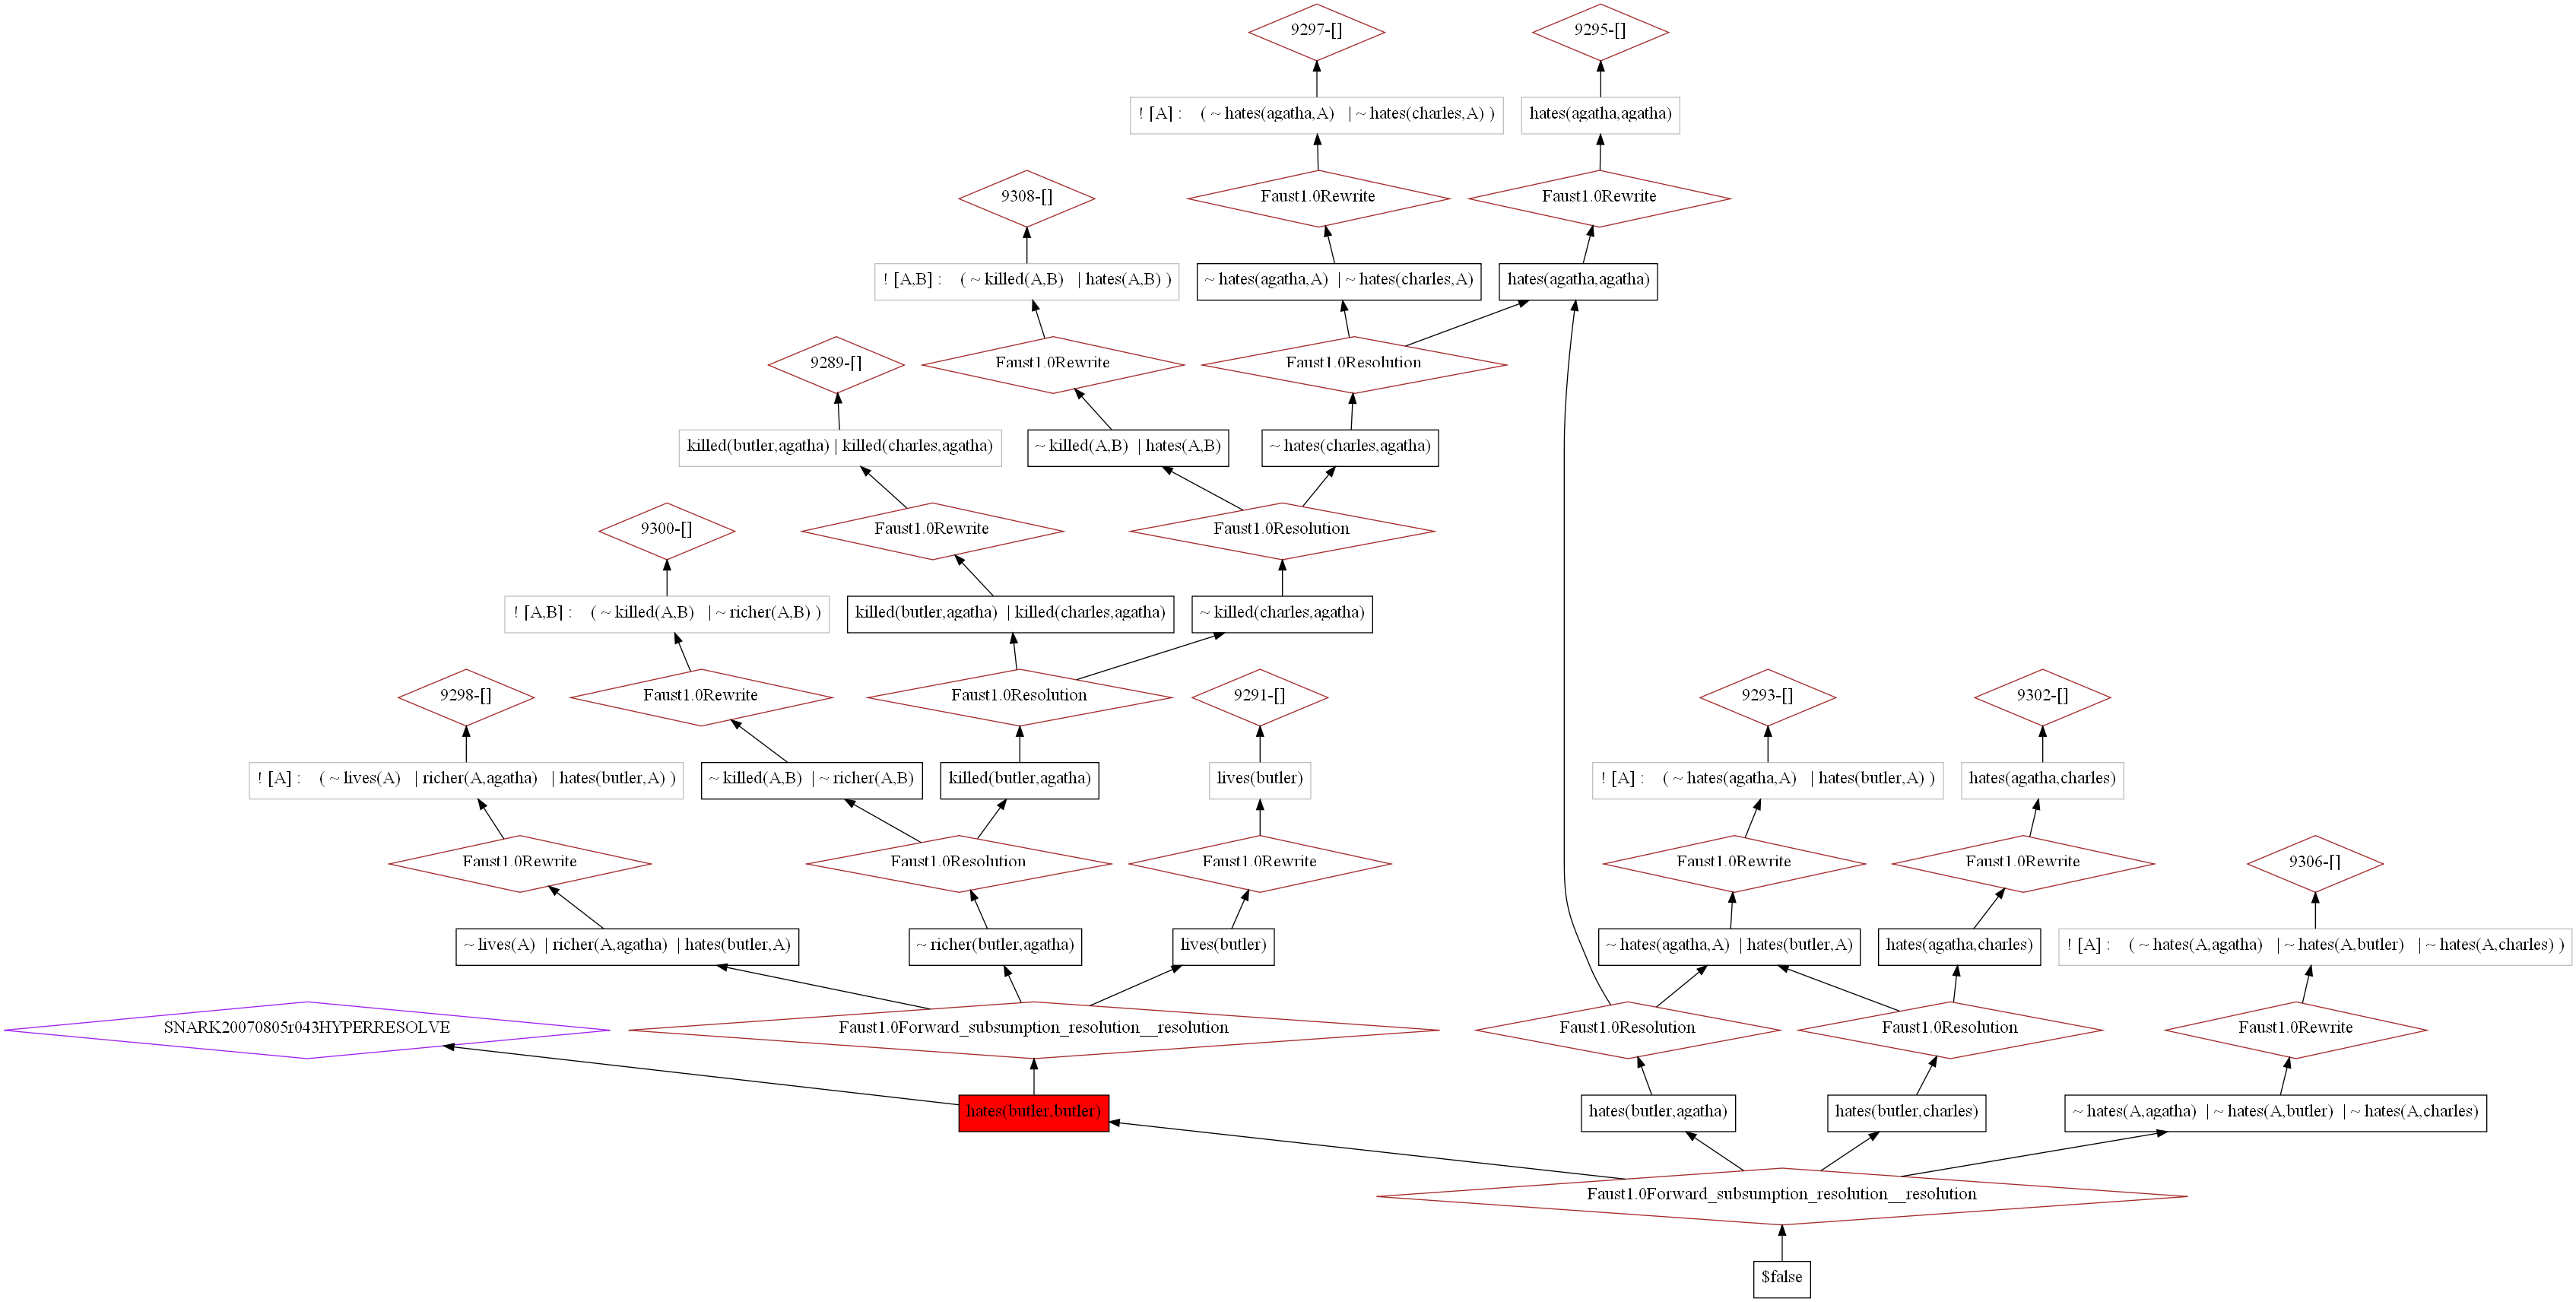 9297-[]
9295-[]
! [A] : ( ~ hates(agatha,A) | ~ hates(charles,A) )
hates(agatha,agatha)
9308-[]
Faust1.0Rewrite
Faust1.0Rewrite
! [A,B] : ( ~ killed(A,B) | hates(A,B) )
~ hates(agatha,A) | ~ hates(charles,A)
hates(agatha,agatha)
9289-[]
Faust1.0Rewrite
Faust1.0Resolution
killed(butler,agatha) | killed(charles,agatha)
~ killed(A,B) | hates(A,B)
~ hates(charles,agatha)
9300-[]
Faust1.0Rewrite
Faust1.0Resolution
! [A,B] : ( ~ killed(A,B) | ~ richer(A,B) )
killed(butler,agatha) | killed(charles,agatha)
~ killed(charles,agatha)
9298-[]
Faust1.0Rewrite
Faust1.0Resolution
9291-[]
9293-[]
9302-[]
! [A] : ( ~ lives(A) | richer(A,agatha) | hates(butler,A) )
~ killed(A,B) | ~ richer(A,B)
killed(butler,agatha)
lives(butler)
! [A] : ( ~ hates(agatha,A) | hates(butler,A) )
hates(agatha,charles)
Faust1.0Rewrite
Faust1.0Resolution
Faust1.0Rewrite
Faust1.0Rewrite
Faust1.0Rewrite
9306-[]
~ lives(A) | richer(A,agatha) | hates(butler,A)
~ richer(butler,agatha)
lives(butler)
~ hates(agatha,A) | hates(butler,A)
hates(agatha,charles)
! [A] : ( ~ hates(A,agatha) | ~ hates(A,butler) | ~ hates(A,charles) )
SNARK20070805r043HYPERRESOLVE
Faust1.0Forward_subsumption_resolution__resolution
Faust1.0Resolution
Faust1.0Resolution
Faust1.0Rewrite
hates(butler,butler)
hates(butler,agatha)
hates(butler,charles)
~ hates(A,agatha) | ~ hates(A,butler) | ~ hates(A,charles)
Faust1.0Forward_subsumption_resolution__resolution
$false